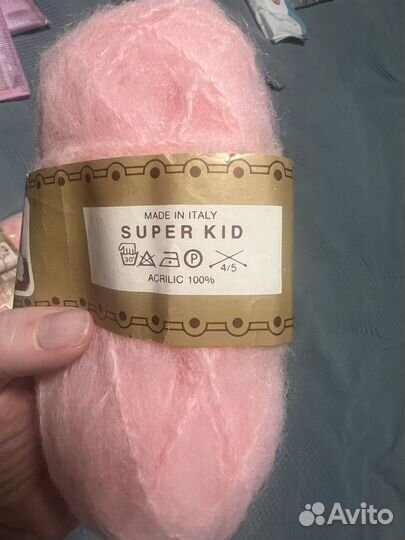 MADE IN ITALY
SUPER KID
30° P 4/5
ACRILIC 100%
Avito